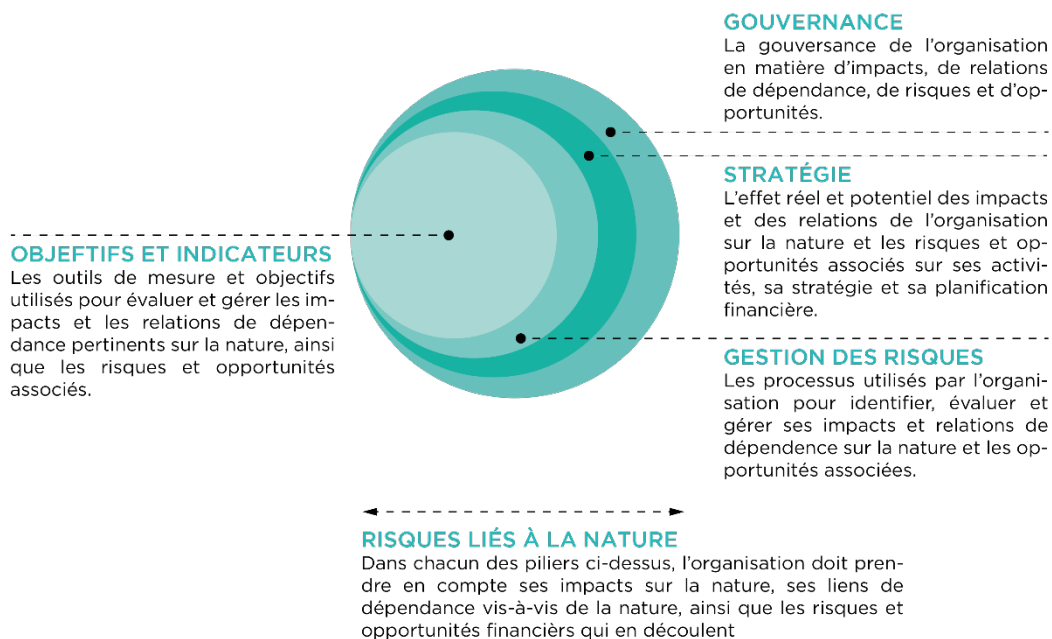 GOUVERNANCE
La gouversance de l'organisation
en matière d'impacts, de relations
de dépendance, de risques et d'op-
portunités.
STRATÉGIE
L'effet réel et potentiel des impacts
et des relations de l'organisation
sur la nature et les risques et op-
portunités associés sur ses activi-
tés, sa stratégie et sa planification
financière.
OBJEFTIFS ET INDICATEURS
Les outils de mesure et objectifs
utilisés pour évaluer et gérer les im-
pacts et les relations de dépen-
dance pertinents sur la nature, ainsi
que les risques et opportunités
associés.
GESTION DES RISQUES
Les processus utilisés par l'organi-
sation pour identifier, évaluer et
gérer ses impacts et relations de
dépendence sur la nature et les op-
portunités associées.
RISQUES LIÉS À LA NATURE
Dans chacun des piliers ci-dessus, l'organisation doit pren-
dre en compte ses impacts sur la nature, ses liens de
dépendance vis-à-vis de la nature, ainsi que les risques et
opportunités financièrs qui en découlent